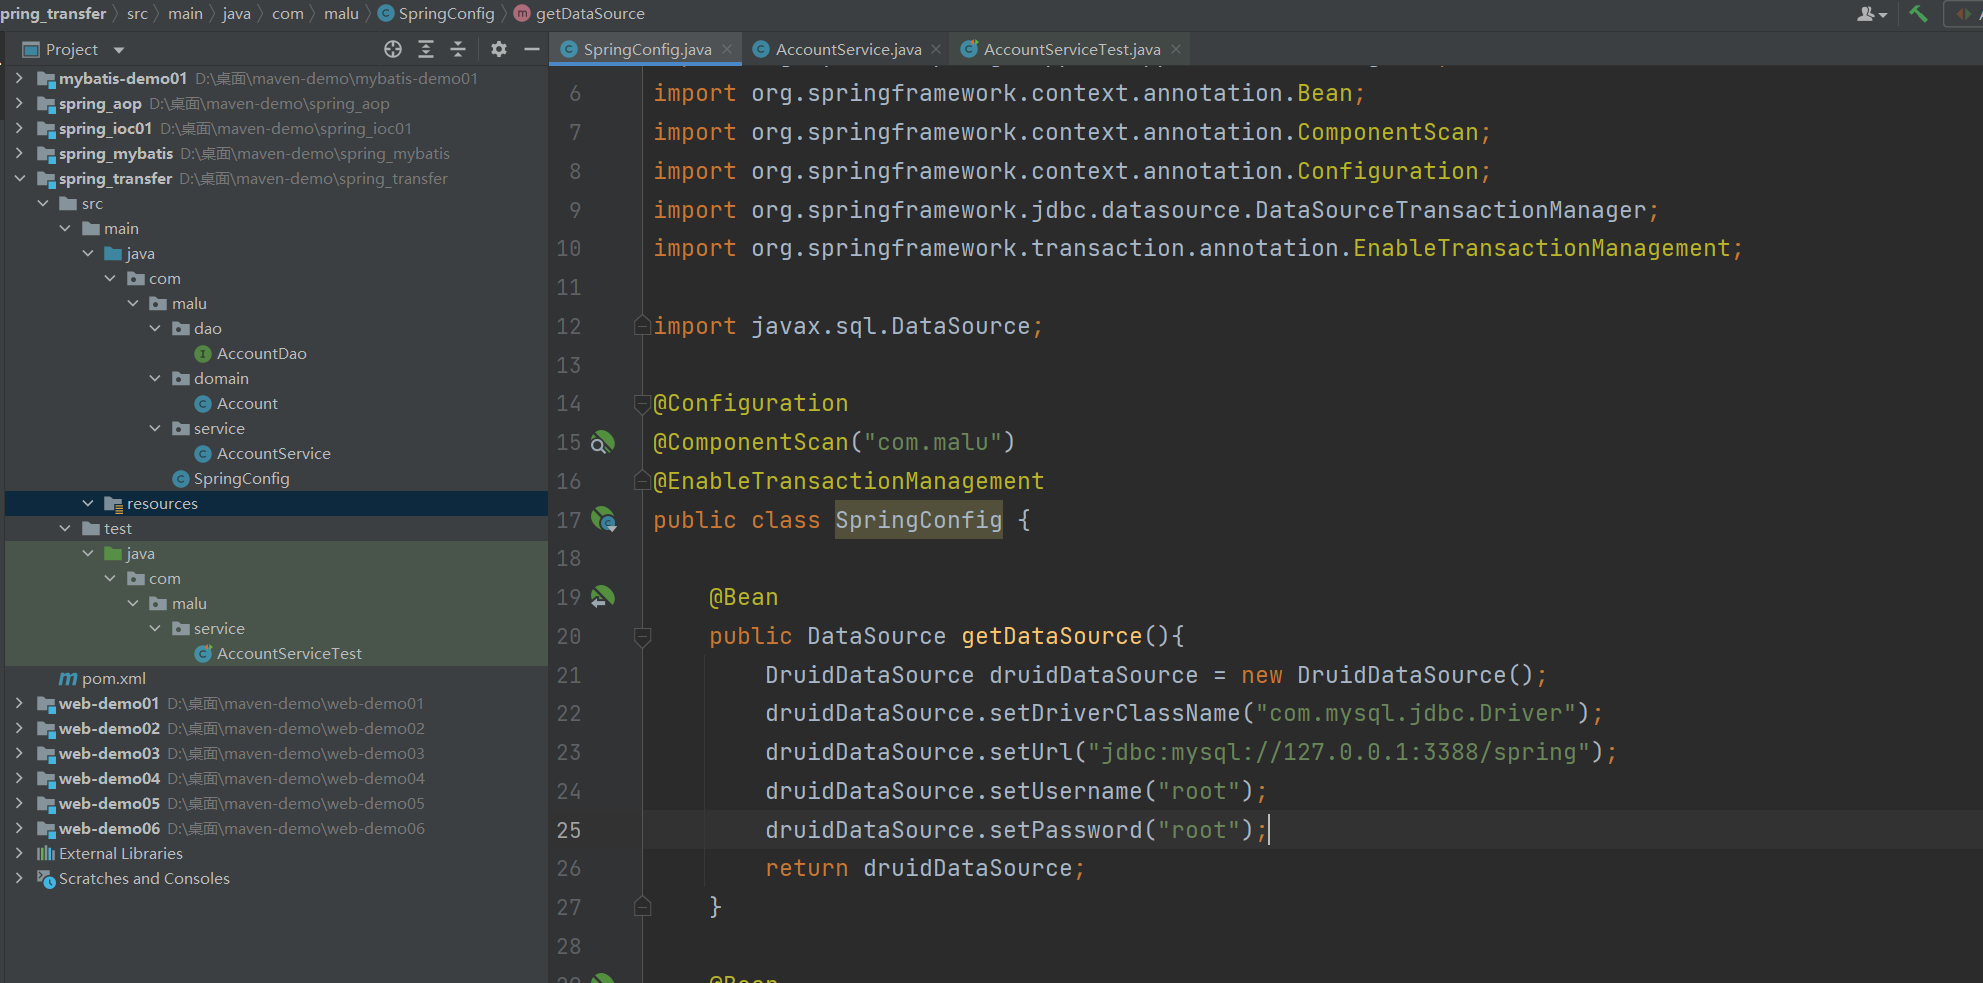 pring_transfer src main java com malu SpringConfig getDataSource
Project
SpringConfig.java AccountService.java AccountServiceTest.java
mybatis-demo01 D:\桌面\maven-demo\mybatis-demo01
spring_aop D:\桌面\maven-demo\spring_aop
spring_ioc01 D:\桌面\maven-demo\spring_ioc01
spring_mybatis D:\桌面\maven-demo\spring_mybatis
spring_transfer D:\桌面\maven-demo\spring_transfer
src
main
java
com
malu
dao
AccountDao
domain
Account
service
AccountService
SpringConfig
resources
test
java
com
malu
service
AccountServiceTest
pom.xml
web-demo01 D:\桌面\maven-demo\web-demo01
web-demo02 D:\桌面\maven-demo\web-demo02
web-demo03 D:\桌面\maven-demo\web-demo03
web-demo04 D:\桌面\maven-demo\web-demo04
web-demo05 D:\桌面\maven-demo\web-demo05
web-demo06 D:\桌面\maven-demo\web-demo06
External Libraries
Scratches and Consoles
6 import org.springframework.context.annotation.Bean;
7 import org.springframework.context.annotation.ComponentScan;
8 import org.springframework.context.annotation.Configuration;
9 import org.springframework.jdbc.datasource.DataSourceTransactionManager;
10 import org.springframework.transaction.annotation.EnableTransactionManagement;
11
12 import javax.sql.DataSource;
13
14 @Configuration
15 @ComponentScan("com.malu")
16 @EnableTransactionManagement
17 public class SpringConfig {
18
19 @Bean
20 public DataSource getDataSource(){
21 DruidDataSource druidDataSource = new DruidDataSource();
22 druidDataSource.setDriverClassName("com.mysql.jdbc.Driver");
23 druidDataSource.setUrl("jdbc:mysql://127.0.0.1:3388/spring");
24 druidDataSource.setUsername("root");
25 druidDataSource.setPassword("root");
26 return druidDataSource;
27 }
28
29 @Bean